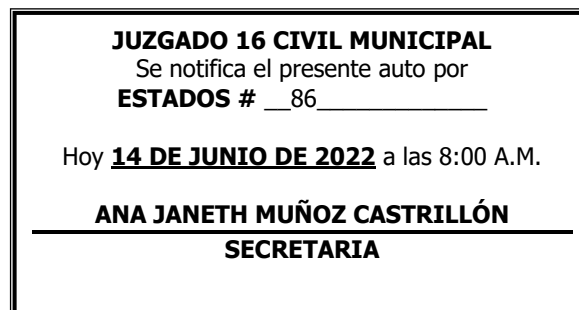 JUZGADO 16 CIVIL MUNICIPAL
Se notifica el presente auto por
ESTADOS # __86_____________
Hoy 14 DE JUNIO DE 2022 a las 8:00 A.M.
ANA JANETH MUÑOZ CASTRILLÓN
SECRETARIA